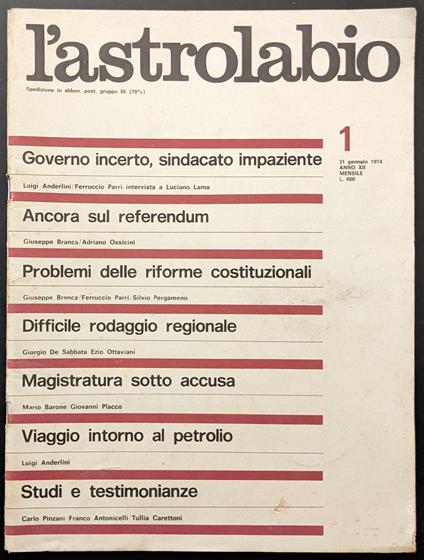 l'astrolabio
Spedizione in abbon. post. gruppo III (70%)
1
31 gennaio 1974
ANNO XII
MENSILE
L. 600
Governo incerto, sindacato impaziente
Luigi Anderlini/Ferruccio Parri intervista a Luciano Lama
Ancora sul referendum
Giuseppe Branca/Adriano Ossicini
Problemi delle riforme costituzionali
Giuseppe Branca/Ferruccio Parri/Silvio Pergameno
Difficile rodaggio regionale
Giorgio De Sabbata Ezio Ottaviani
Magistratura sotto accusa
Mario Barone/Giovanni Placco
Viaggio intorno al petrolio
Luigi Anderlini
Studi e testimonianze
Carlo Pinzani Franco Antonicelli Tullia Carettoni